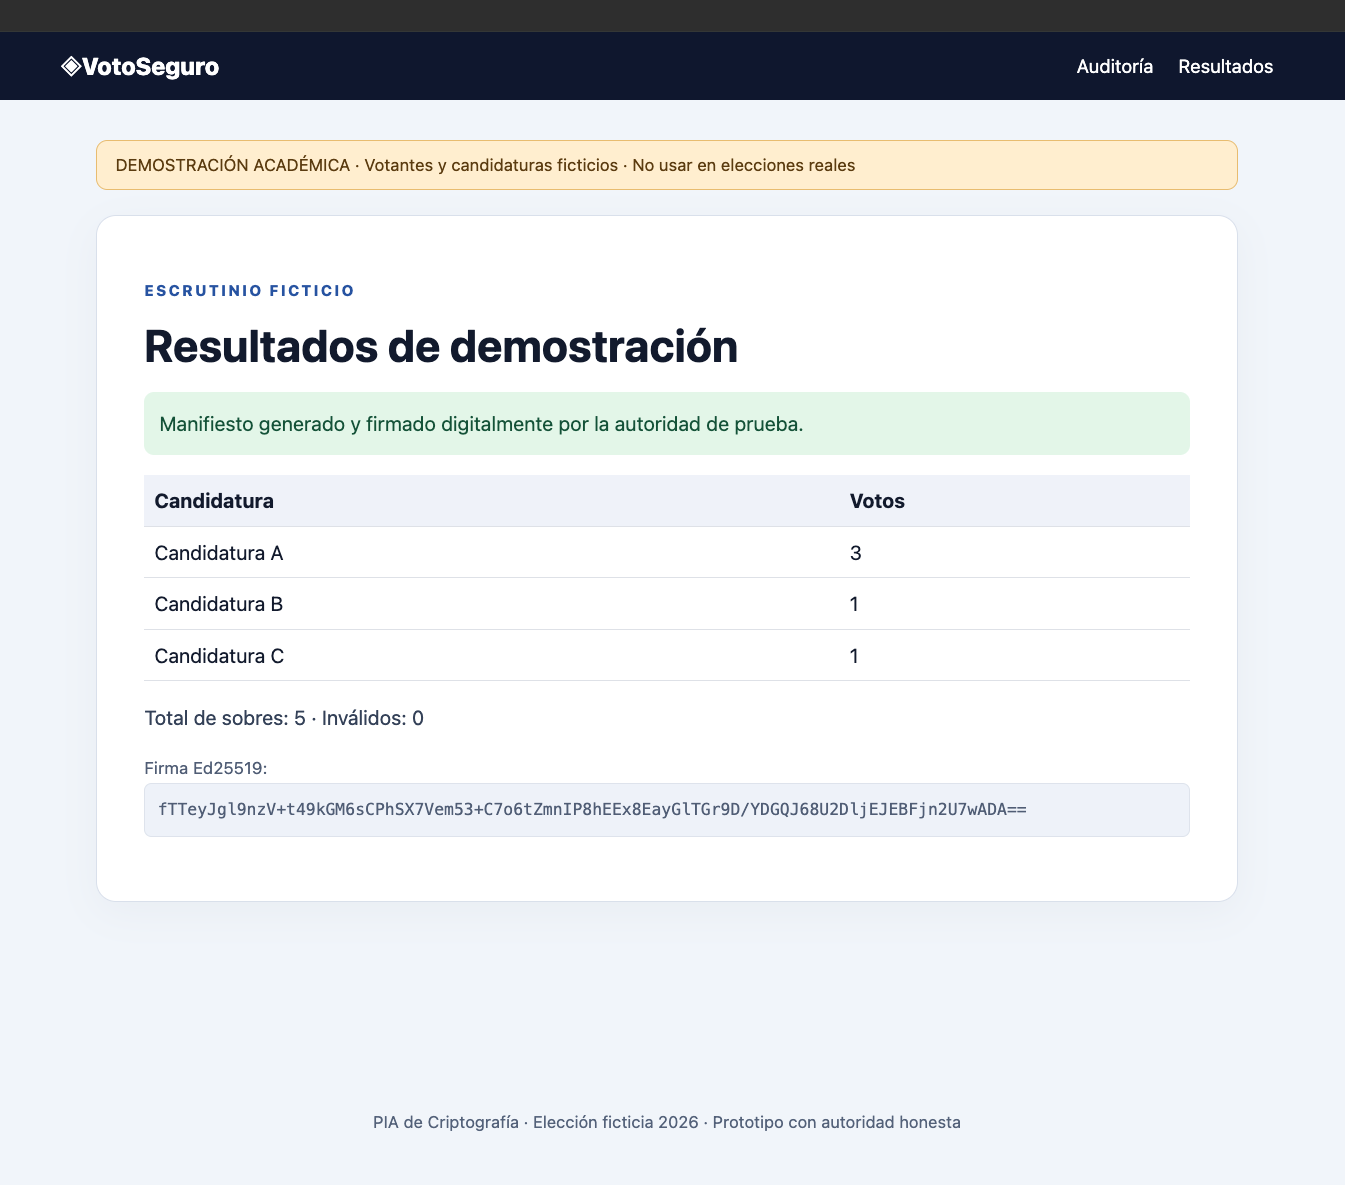 ◈VotoSeguro
Auditoría Resultados
DEMOSTRACIÓN ACADÉMICA · Votantes y candidaturas ficticios · No usar en elecciones reales
ESCRUTINIO FICTICIO
Resultados de demostración
Manifiesto generado y firmado digitalmente por la autoridad de prueba.
Candidatura Votos
Candidatura A 3
Candidatura B 1
Candidatura C 1
Total de sobres: 5 · Inválidos: 0
Firma Ed25519:
fTTeyJgl9nzV+t49kGM6sCPhSX7Vem53+C7o6tZmnIP8hEEx8EayGlTGr9D/YDGQJ68U2DljEJEBFjn2U7wADA==
PIA de Criptografía · Elección ficticia 2026 · Prototipo con autoridad honesta